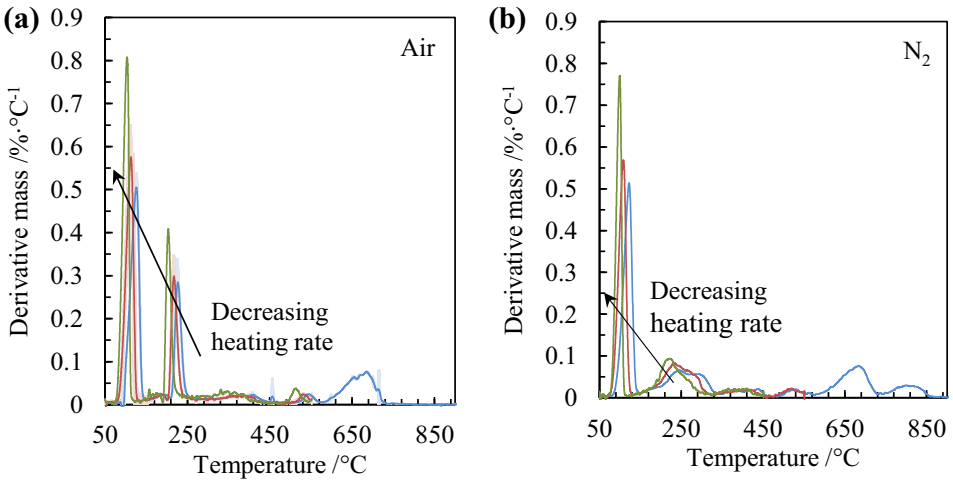 (a)
Derivative mass /%·°C⁻¹
0.9
0.8
0.7
0.6
0.5
0.4
0.3
0.2
0.1
0
Air
Decreasing
heating rate
50 250 450 650 850
Temperature /°C
(b)
Derivative mass /%·°C⁻¹
0.9
0.8
0.7
0.6
0.5
0.4
0.3
0.2
0.1
0
N₂
Decreasing
heating rate
50 250 450 650 850
Temperature /°C